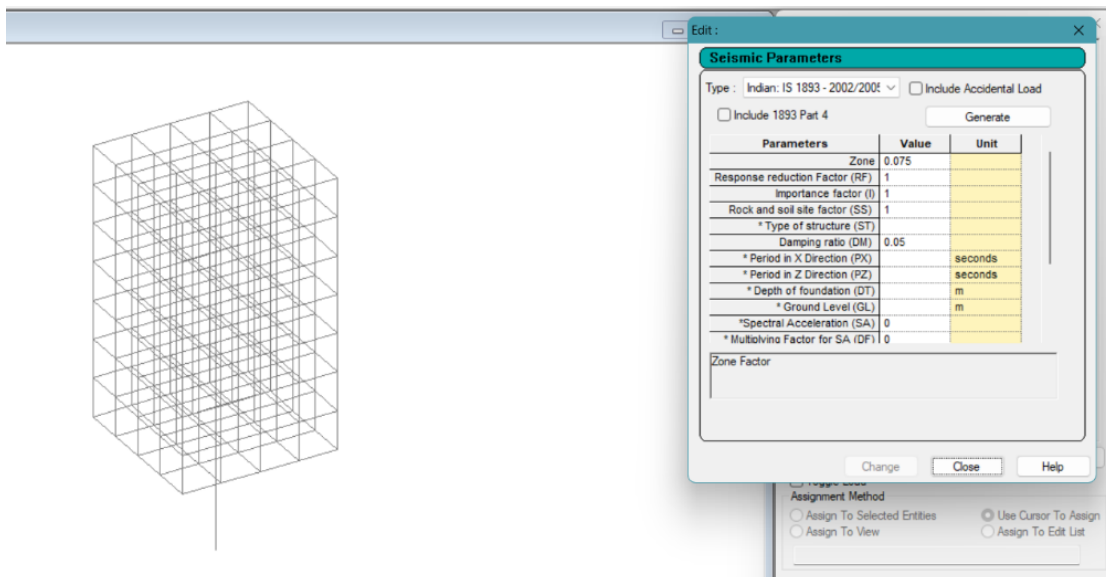 Edit :
Seismic Parameters
Type : Indian: IS 1893 - 2002/2005 Include Accidental Load
Include 1893 Part 4 Generate
Parameters Value Unit
Zone 0.075
Response reduction Factor (RF) 1
Importance factor (I) 1
Rock and soil site factor (SS) 1
* Type of structure (ST)
Damping ratio (DM) 0.05
* Period in X Direction (PX) seconds
* Period in Z Direction (PZ) seconds
* Depth of foundation (DT) m
* Ground Level (GL) m
*Spectral Acceleration (SA) 0
* Multiplying Factor for SA (DF) 0
Zone Factor
Change Close Help
Toggle Load
Assignment Method
Assign To Selected Entities Use Cursor To Assign
Assign To View Assign To Edit List